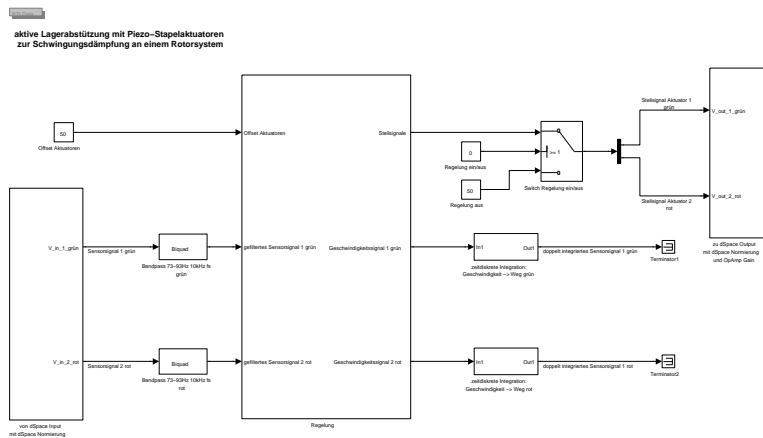 aktive Lagerabstützung mit Piezo–Stapelaktuatoren
zur Schwingungsdämpfung an einem Rotorsystem
50
Offset Aktuatoren
Offset Aktuatoren
Stellsignale
0
Regelung ein/aus
50
Regelung aus
>= 1
Switch Regelung ein/aus
Stellsignal Aktuator 1
grün
Stellsignal Aktuator 2
rot
V_out_1_grün
V_out_2_rot
zu dSpace Output
mit dSpace Normierung
und OpAmp Gain
V_in_1_grün
Sensorsignal 1 grün
Biquad
Bandpass 73–93Hz 10kHz fs
grün
gefiltertes Sensorsignal 1 grün
Geschwindigkeitssignal 1 grün
In1
Out1
zeitdiskrete Integration:
Geschwindigkeit –> Weg grün
doppelt integriertes Sensorsignal 1 grün
Terminator1
V_in_2_rot
Sensorsignal 2 rot
Biquad
Bandpass 73–93Hz 10kHz fs
rot
gefiltertes Sensorsignal 2 rot
Geschwindigkeitssignal 2 rot
In1
Out1
zeitdiskrete Integration:
Geschwindigkeit –> Weg rot
doppelt integriertes Sensorsignal 1 rot
Terminator2
von dSpace Input
mit dSpace Normierung
Regelung